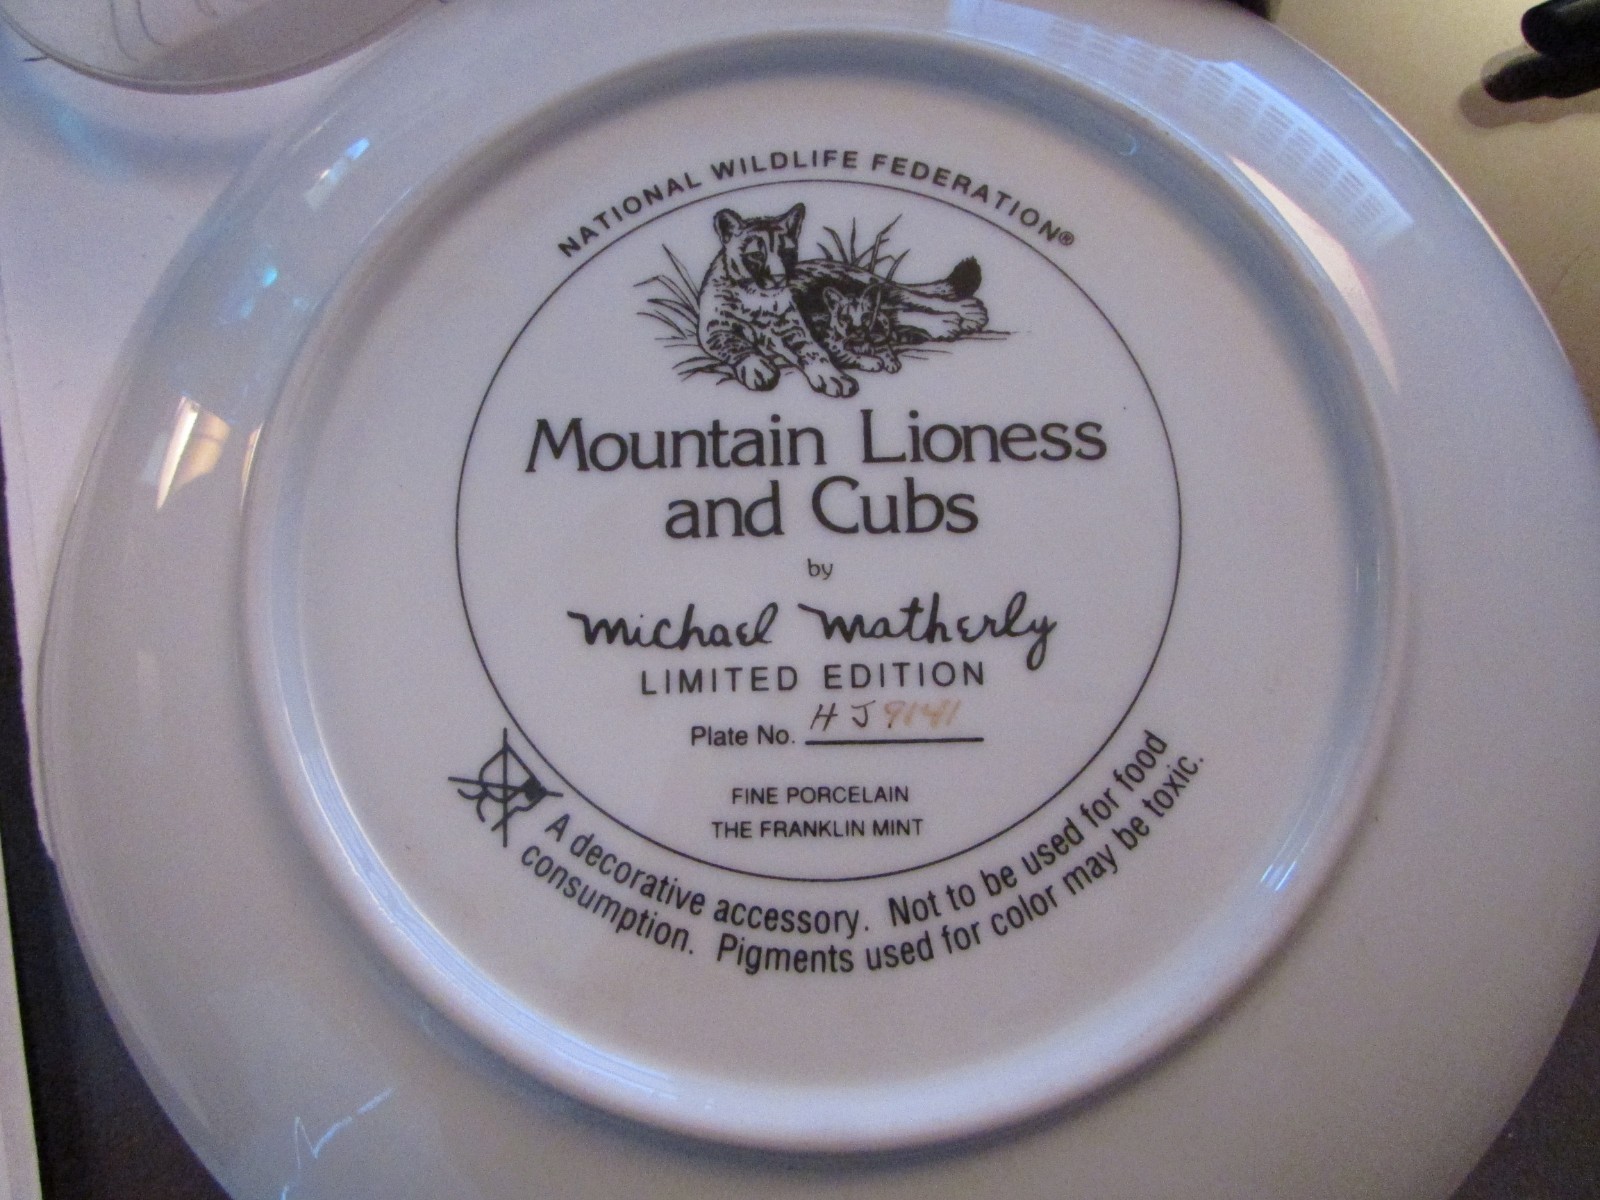 NATIONAL WILDLIFE FEDERATION®
Mountain Lioness
and Cubs
by
Michael Matherly
LIMITED EDITION
Plate No. HJ9141
FINE PORCELAIN
THE FRANKLIN MINT
A decorative accessory. Not to be used for food
consumption. Pigments used for color may be toxic.